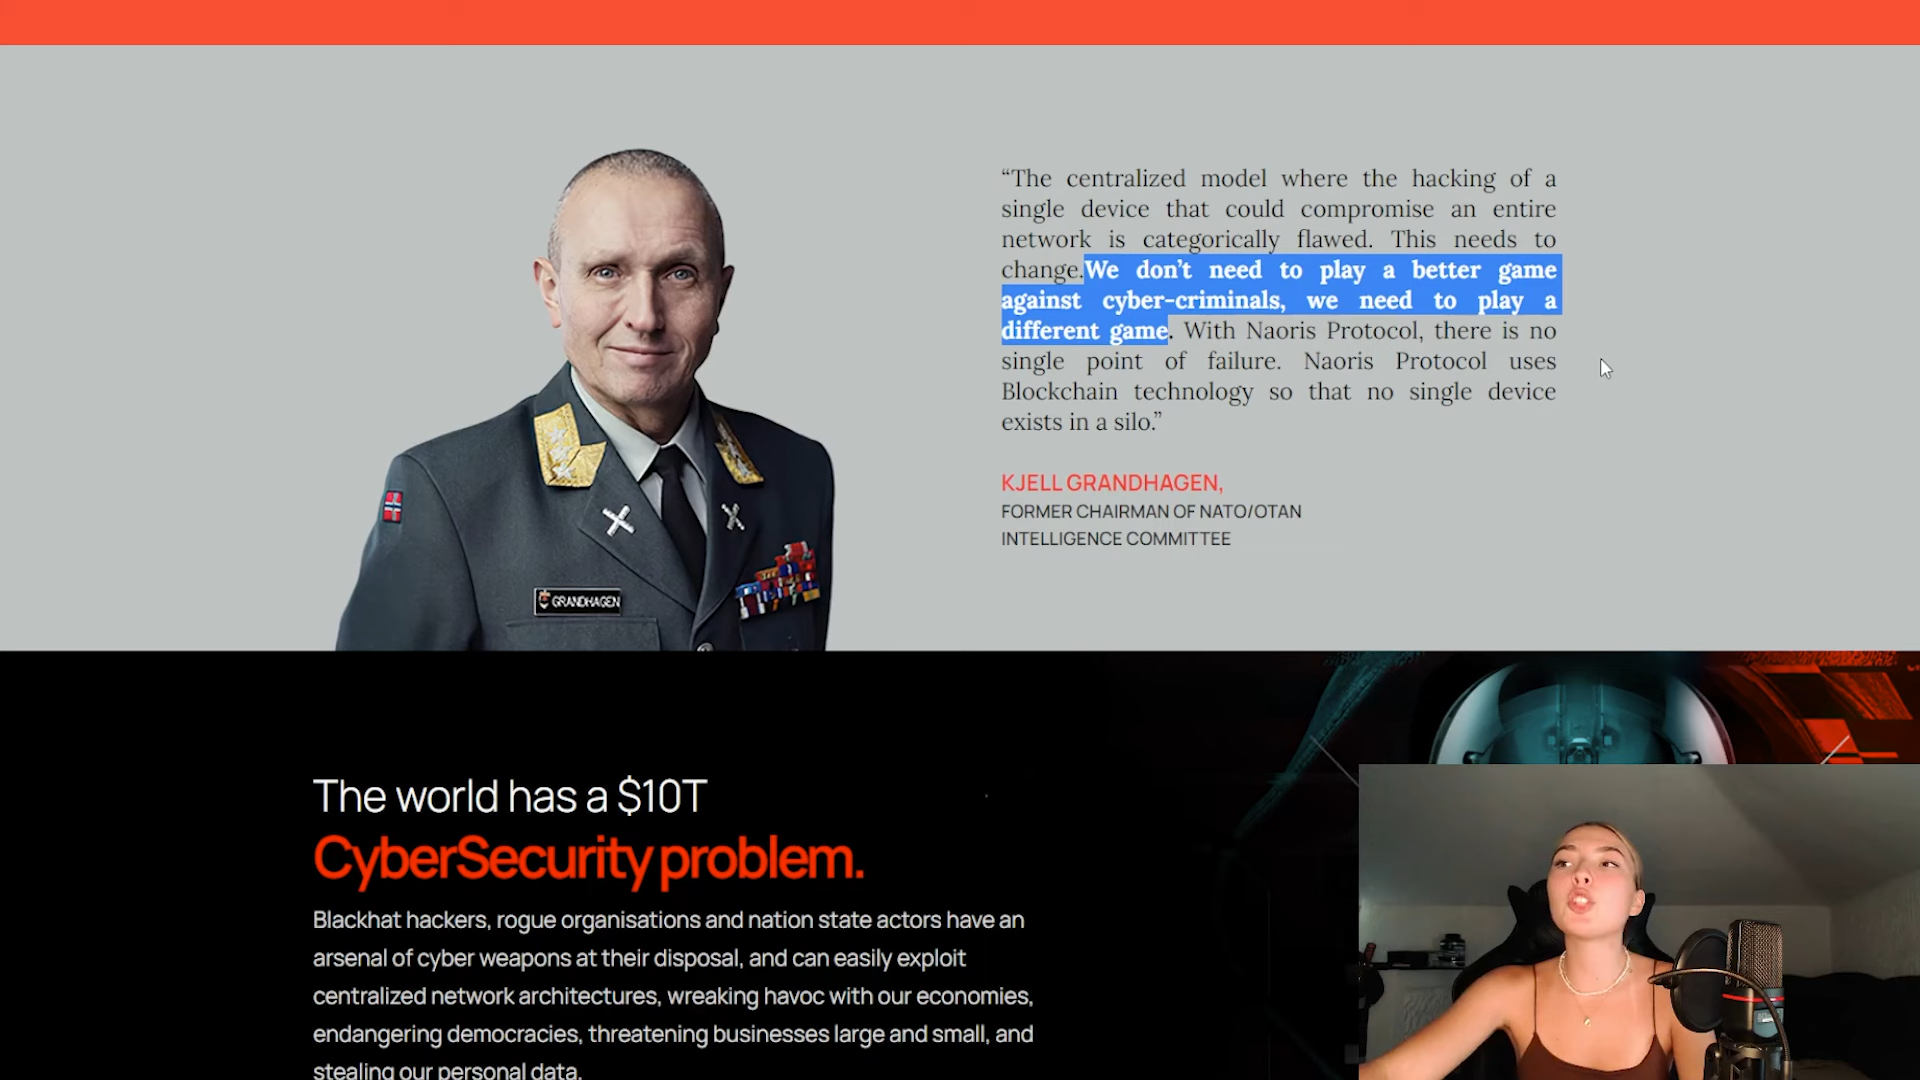 “The centralized model where the hacking of a
single device that could compromise an entire
network is categorically flawed. This needs to
change.We don’t need to play a better game
against cyber-criminals, we need to play a
different game. With Naoris Protocol, there is no
single point of failure. Naoris Protocol uses
Blockchain technology so that no single device
exists in a silo.”
KJELL GRANDHAGEN,
FORMER CHAIRMAN OF NATO/OTAN
INTELLIGENCE COMMITTEE
GRANDHAGEN
The world has a $10T
CyberSecurity problem.
Blackhat hackers, rogue organisations and nation state actors have an
arsenal of cyber weapons at their disposal, and can easily exploit
centralized network architectures, wreaking havoc with our economies,
endangering democracies, threatening businesses large and small, and
stealing our personal data.